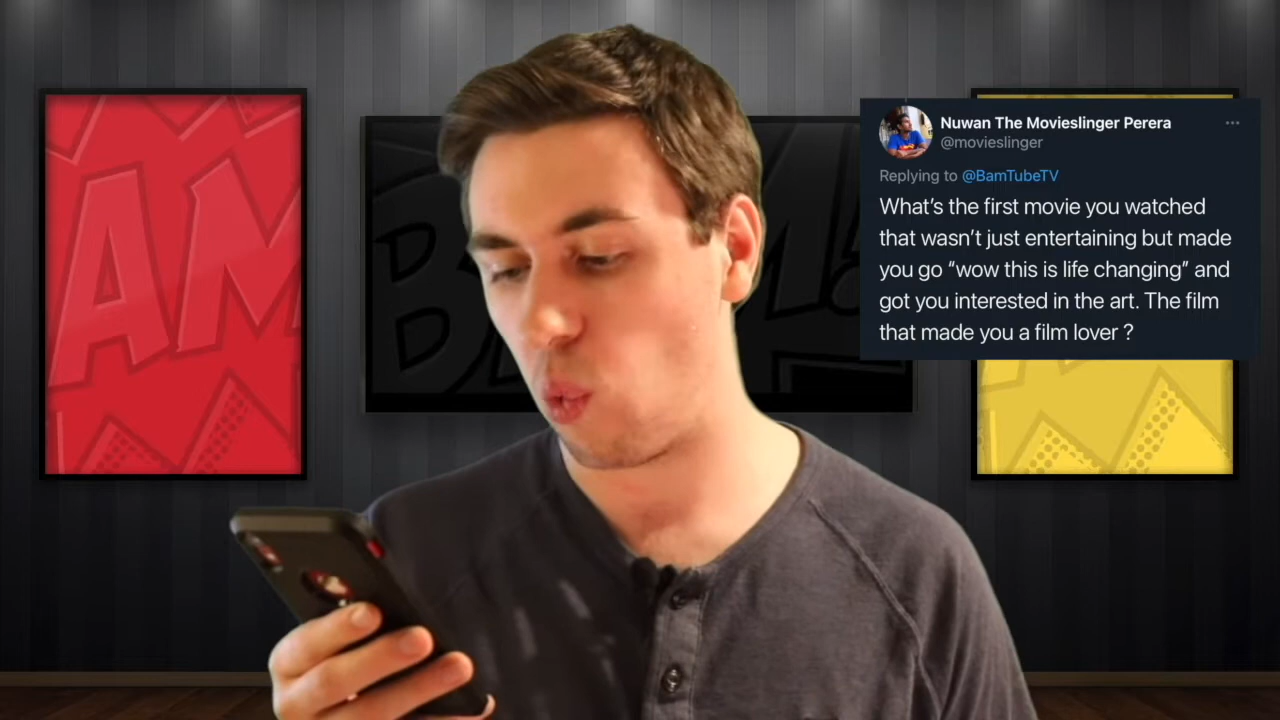 AM
BAM!
Nuwan The Movieslinger Perera
@movieslinger
Replying to @BamTubeTV
What's the first movie you watched
that wasn't just entertaining but made
you go “wow this is life changing” and
got you interested in the art. The film
that made you a film lover ?